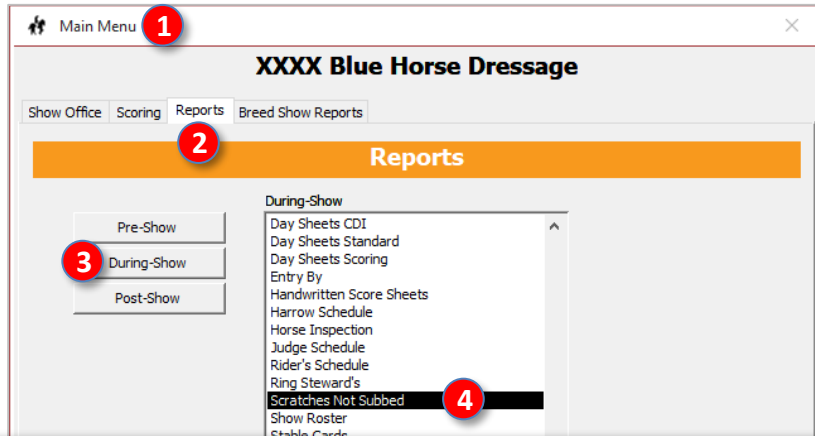 Main Menu 1
XXXX Blue Horse Dressage
Show Office Scoring Reports Breed Show Reports
2
Reports
During-Show
Pre-Show
3 During-Show
Post-Show
Day Sheets CDI
Day Sheets Standard
Day Sheets Scoring
Entry By
Handwritten Score Sheets
Harrow Schedule
Horse Inspection
Judge Schedule
Rider's Schedule
Ring Steward's
Scratches Not Subbed 4
Show Roster
Stable Cards